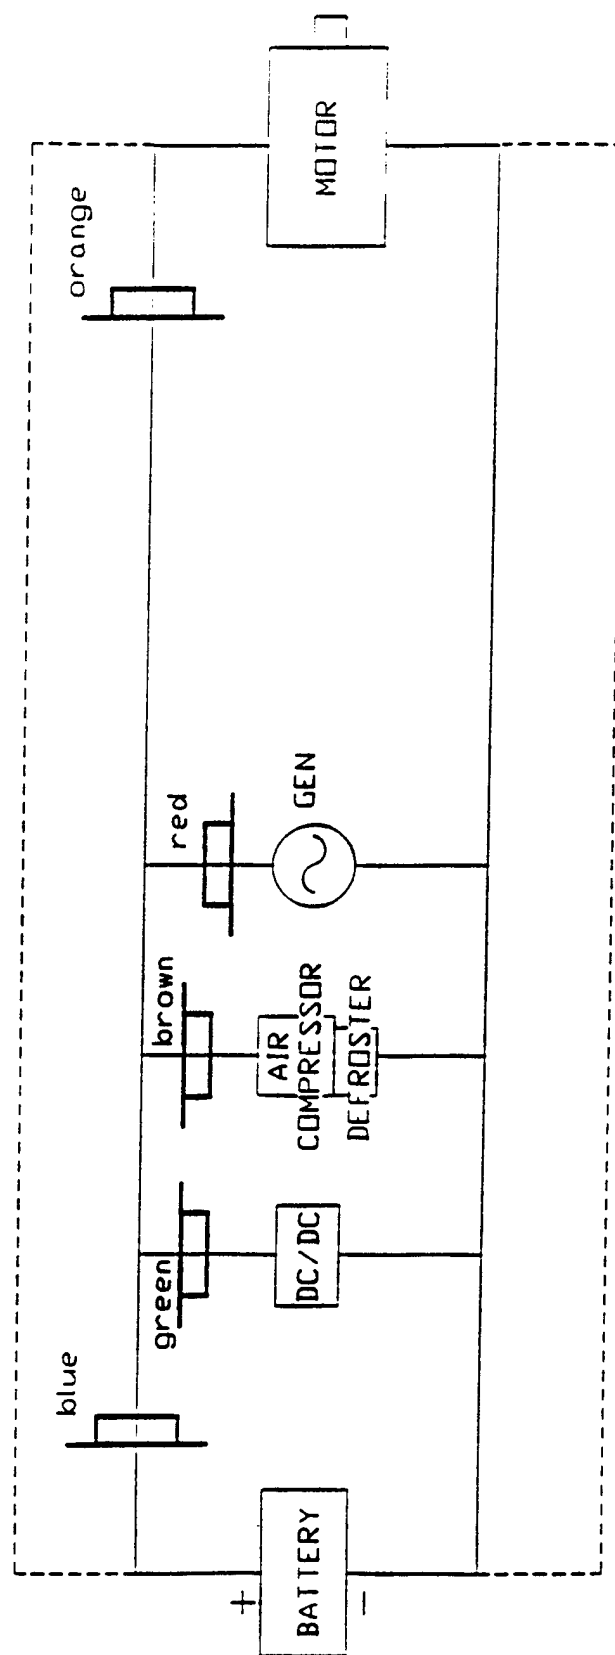 blue
green
brown
red
orange
+
BATTERY
-
DC/DC
AIR
COMPRESSOR
DEFROSTER
GEN
MOTOR